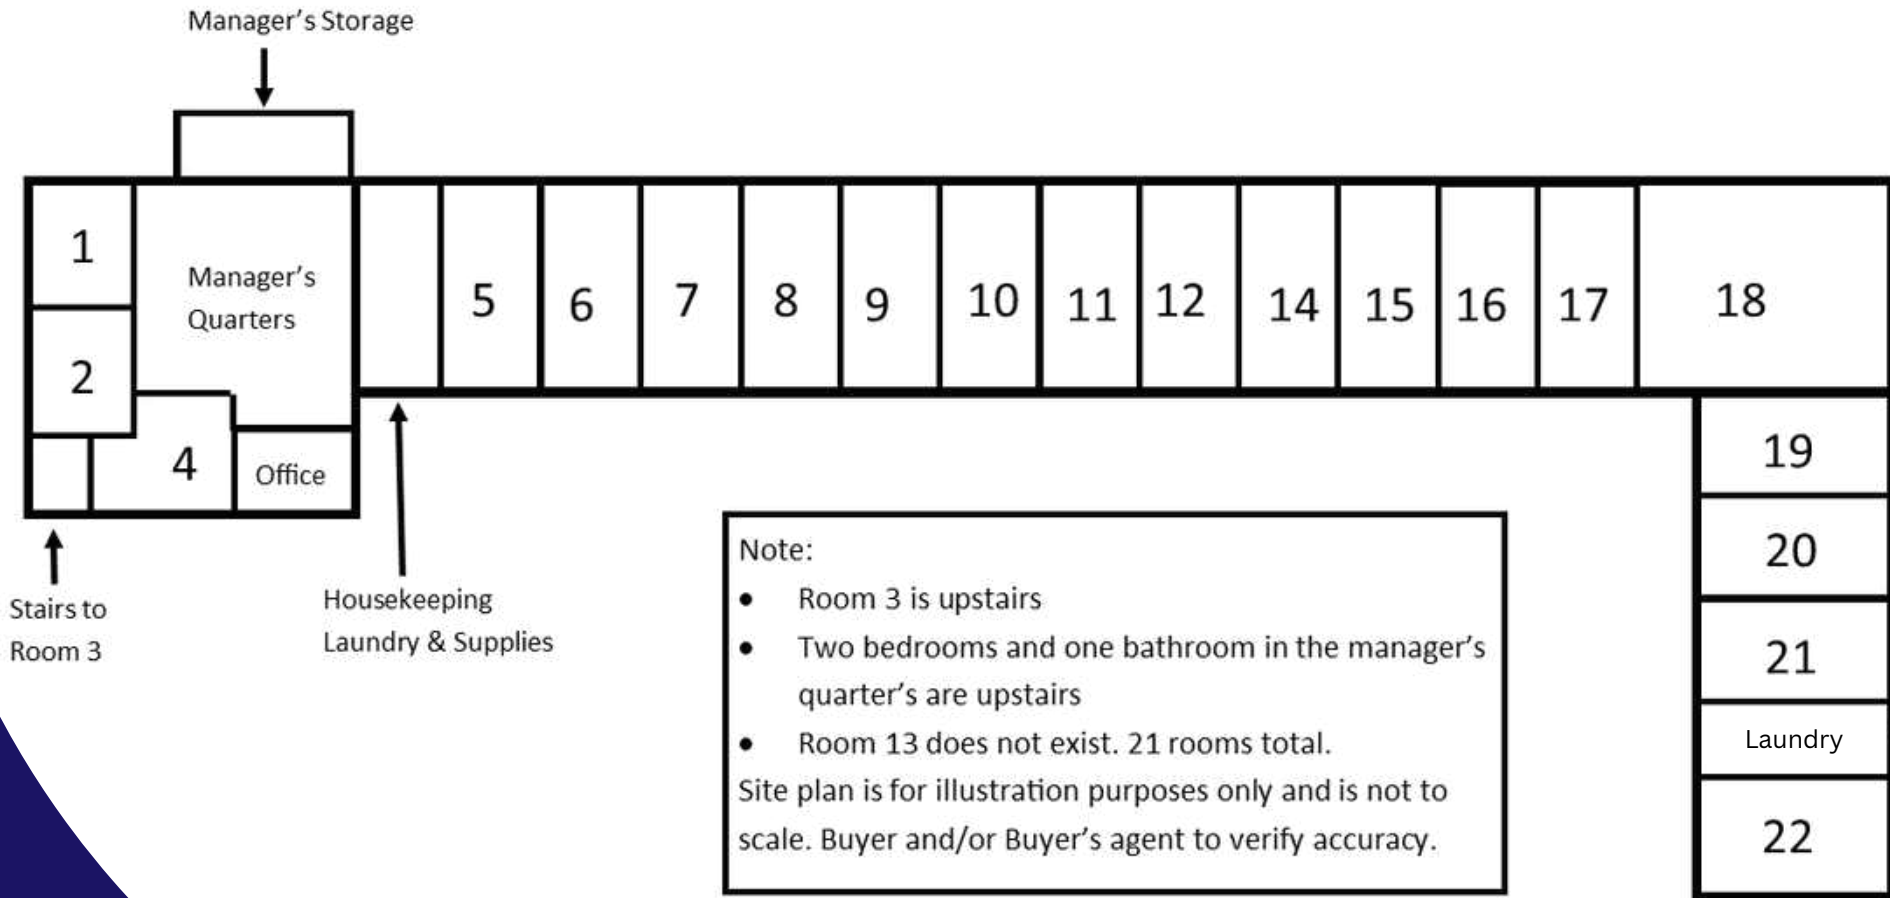 Manager’s Storage
1
Manager’s
Quarters
2
4
Office
5
6
7
8
9
10
11
12
14
15
16
17
18
19
20
21
Laundry
22
Stairs to
Room 3
Housekeeping
Laundry & Supplies
Note:
• Room 3 is upstairs
• Two bedrooms and one bathroom in the manager’s
quarter’s are upstairs
• Room 13 does not exist. 21 rooms total.
Site plan is for illustration purposes only and is not to
scale. Buyer and/or Buyer’s agent to verify accuracy.